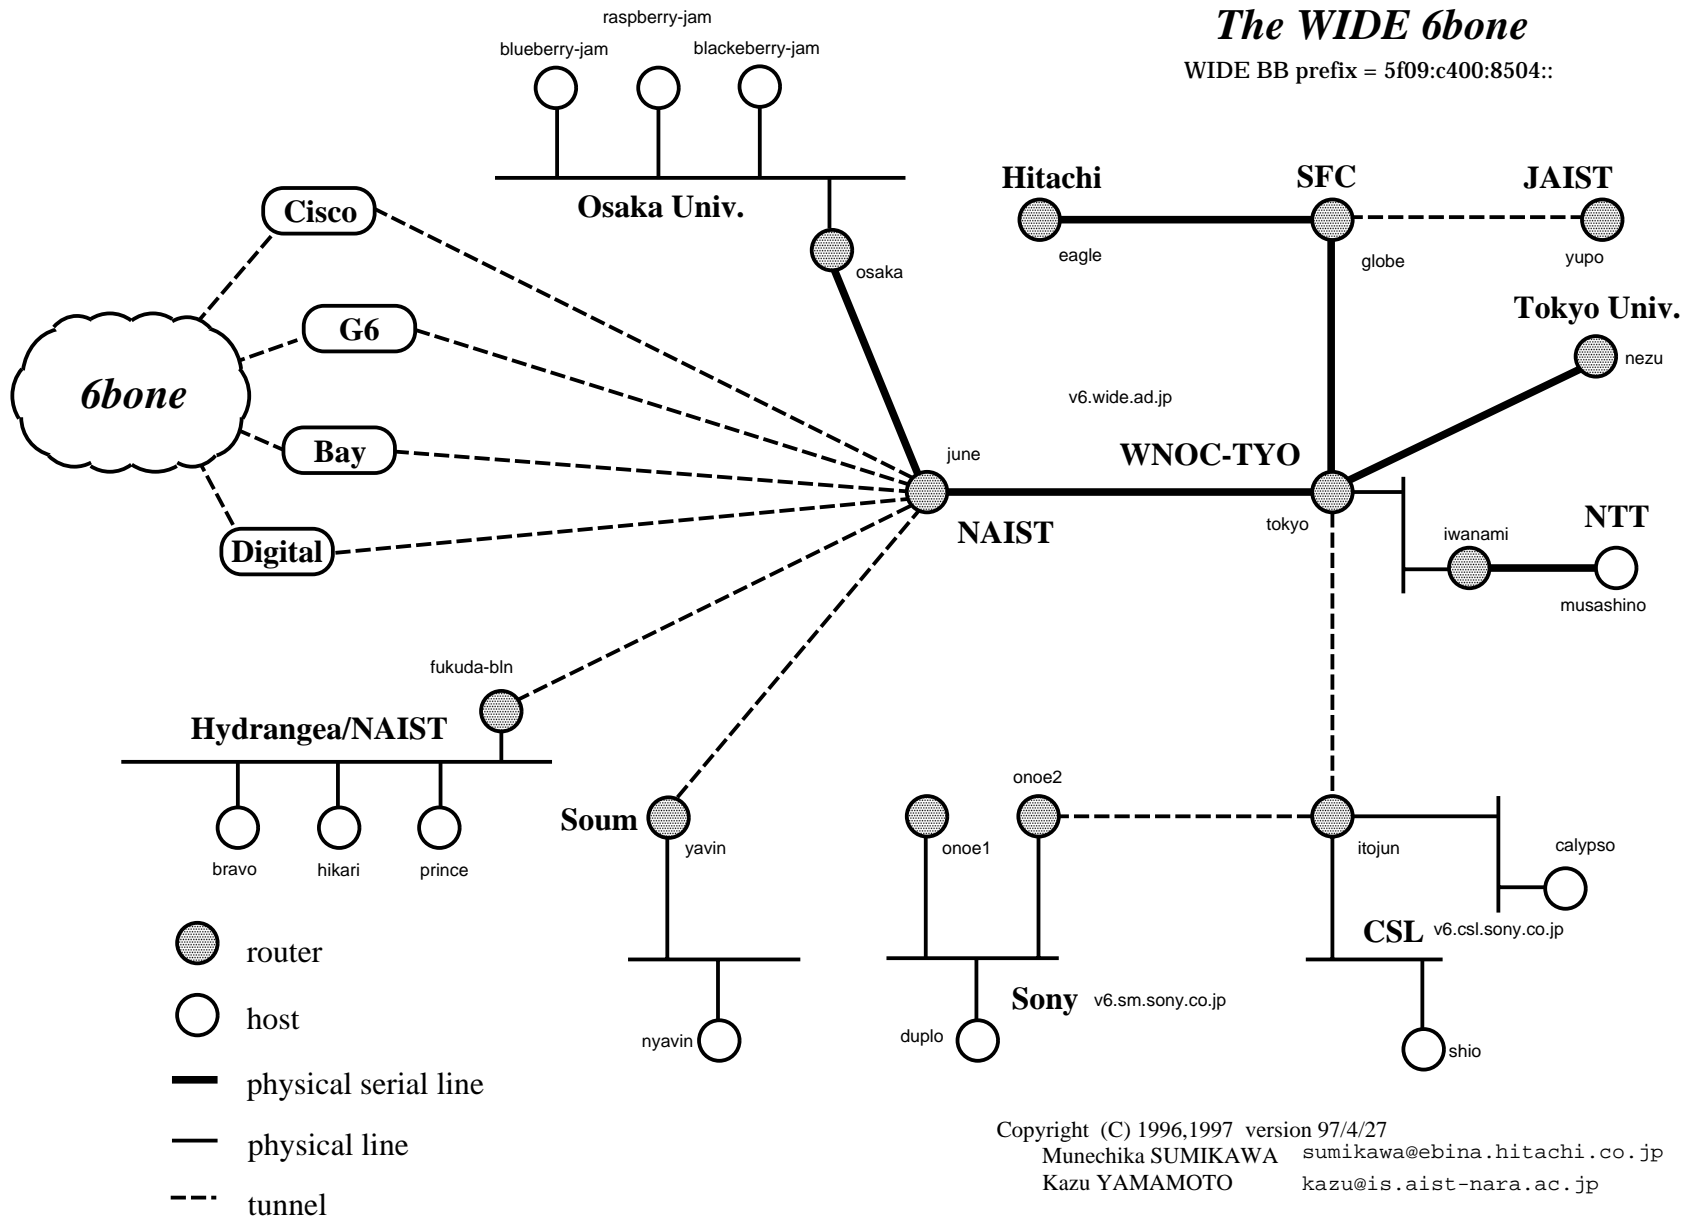 The WIDE 6bone
WIDE BB prefix = 5f09:c400:8504::
raspberry-jam
blueberry-jam
blackeberry-jam
Osaka Univ.
osaka
Cisco
G6
6bone
Bay
Digital
Hitachi
eagle
SFC
globe
JAIST
yupo
Tokyo Univ.
nezu
v6.wide.ad.jp
june
NAIST
WNOC-TYO
tokyo
iwanami
NTT
musashino
fukuda-bln
Hydrangea/NAIST
bravo
hikari
prince
Soum
yavin
nyavin
onoe2
onoe1
duplo
Sony
v6.sm.sony.co.jp
itojun
calypso
CSL
v6.csl.sony.co.jp
shio
router
host
physical serial line
physical line
tunnel
Copyright (C) 1996,1997 version 97/4/27
Munechika SUMIKAWA sumikawa@ebina.hitachi.co.jp
Kazu YAMAMOTO kazu@is.aist-nara.ac.jp